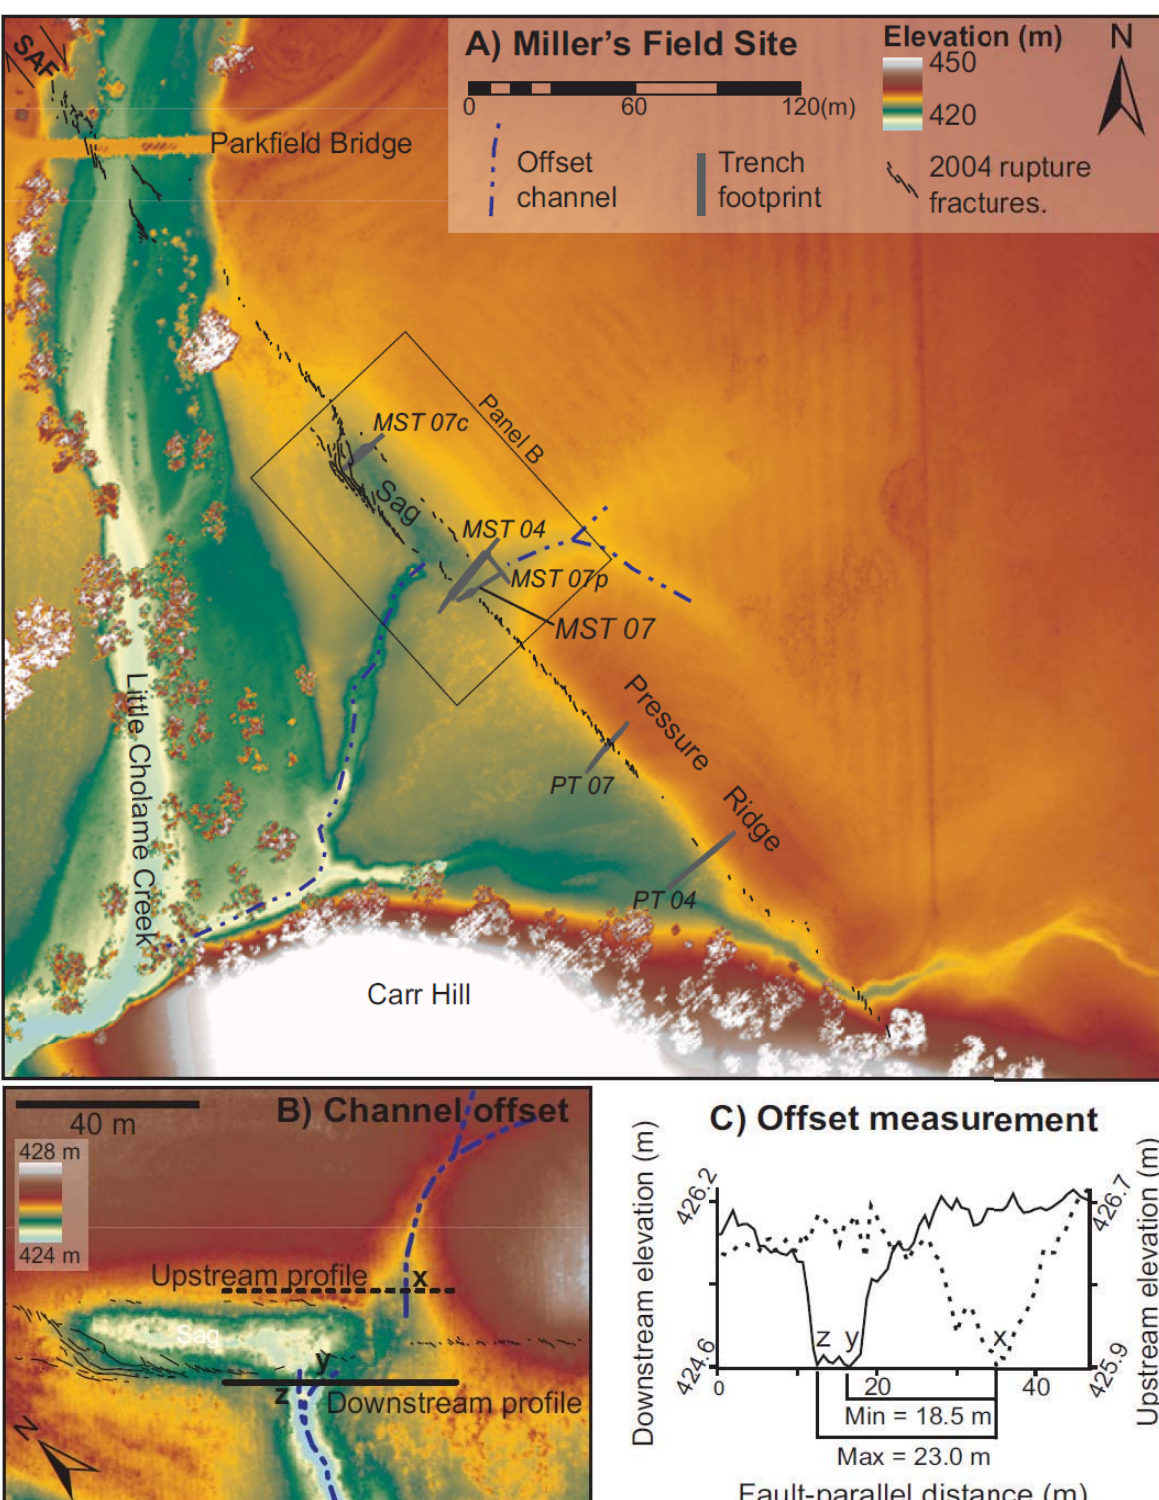 SAF
A) Miller's Field Site
0 60 120(m)
Offset
channel
Trench
footprint
Elevation (m)
450
420
N
2004 rupture
fractures.
Parkfield Bridge
Panel B
MST 07c
Sag
MST 04
MST 07p
MST 07
Little Cholame Creek
Pressure Ridge
PT 07
PT 04
Carr Hill
B) Channel offset
40 m
428 m
424 m
Upstream profile
x
Sag
y
z
Downstream profile
N
C) Offset measurement
Downstream elevation (m)
426.2
424.6
Upstream elevation (m)
426.7
425.9
z y x
0 20 40
Min = 18.5 m
Max = 23.0 m
Fault-parallel distance (m)